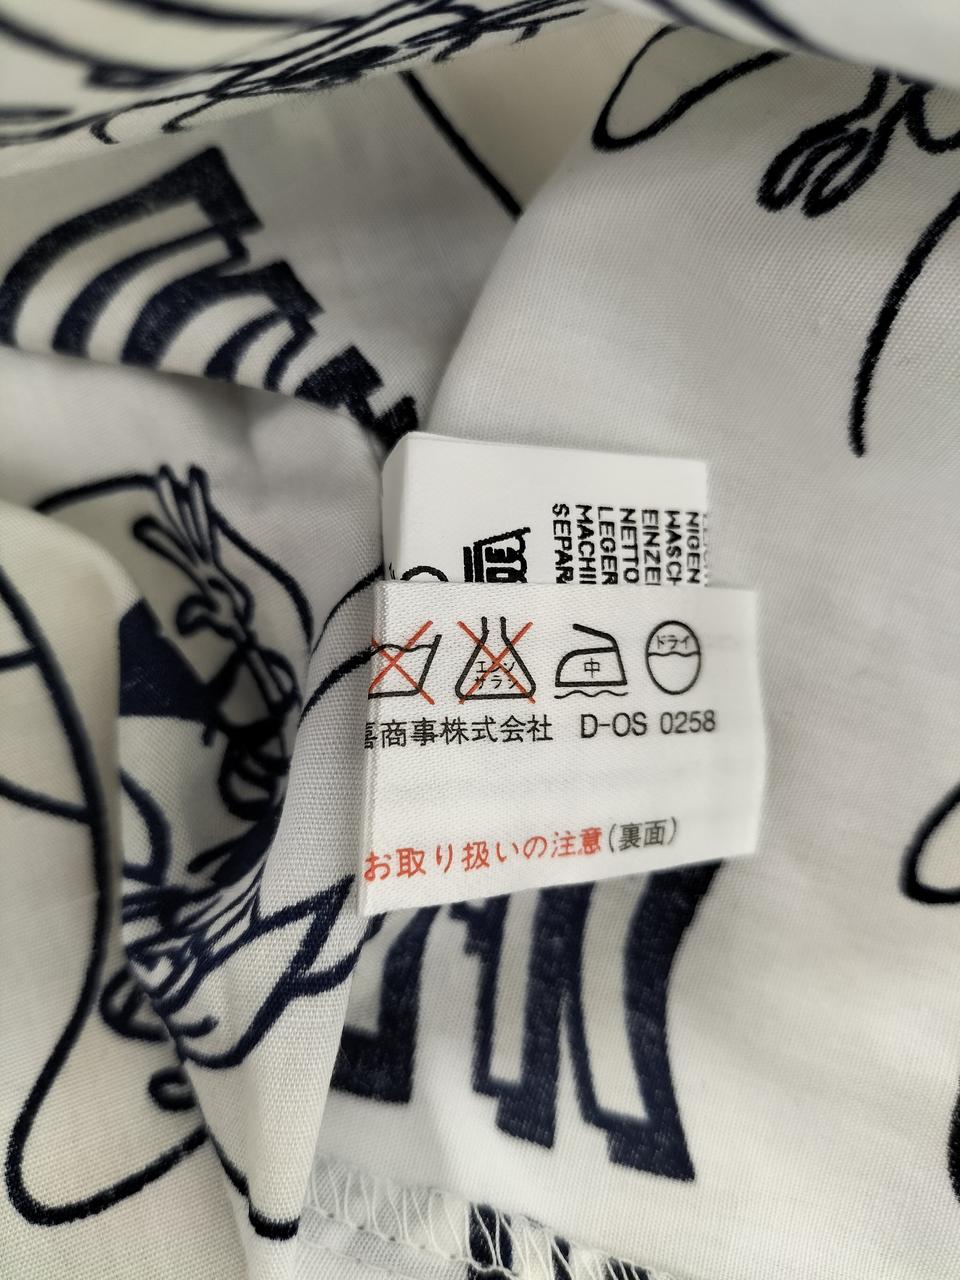 SEPAR
MACHI
LEGER
NETTO
EINZE
WASCH
NIGEN
エンソ
サラシ
中
ドライ
商事株式会社 D-OS 0258
お取り扱いの注意(裏面)